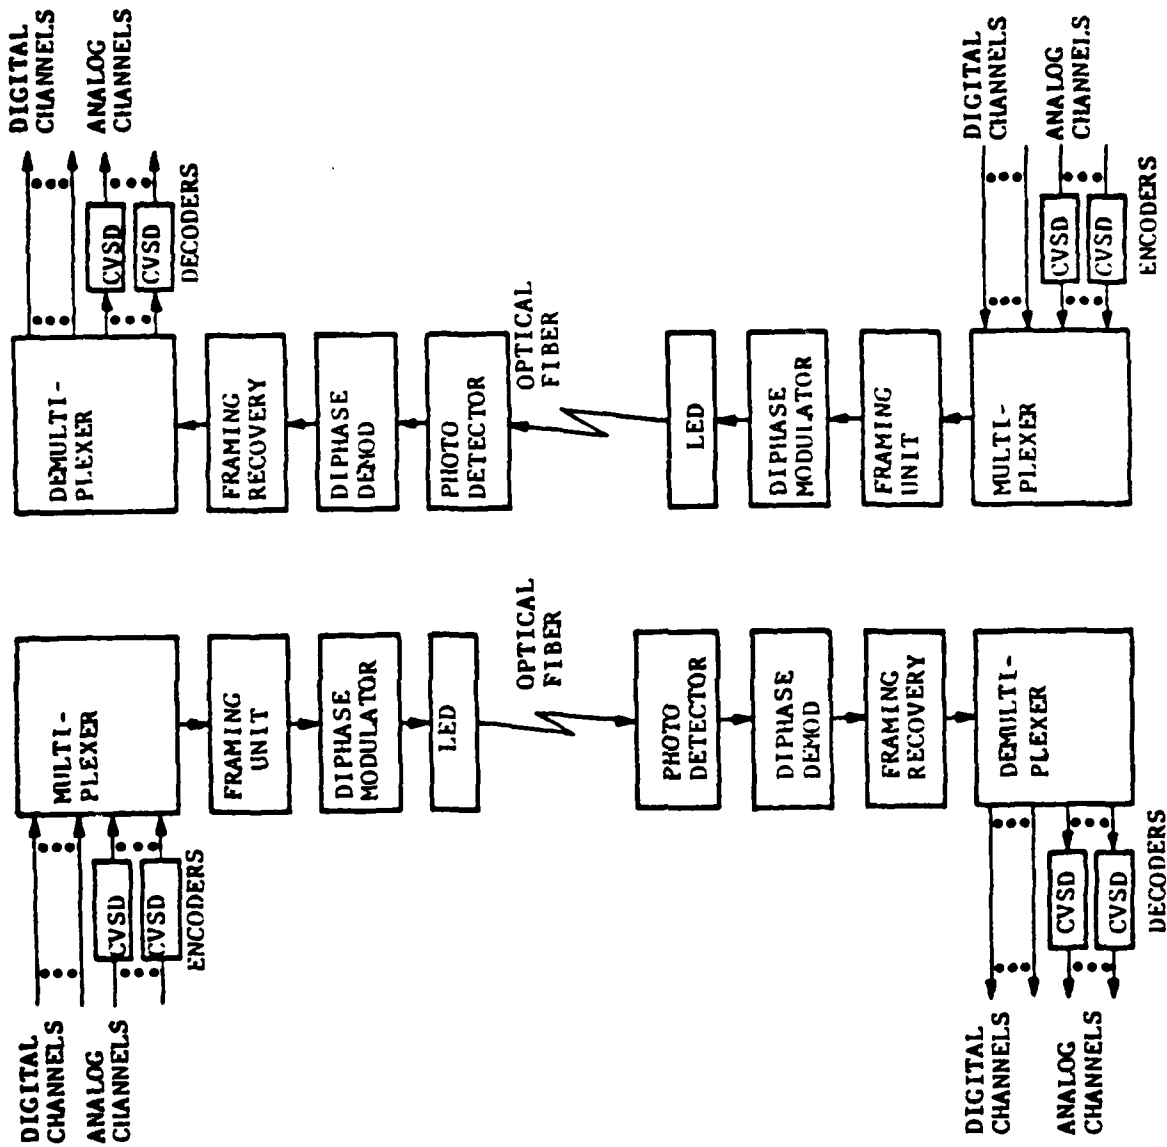 DIGITAL
CHANNELS
ANALOG
CHANNELS
CVSD
CVSD
ENCODERS
MULTI-
PLEXER
FRAMING
UNIT
DIPHASE
MODULATOR
LED
OPTICAL
FIBER
PHOTO
DETECTOR
DIPHASE
DEMOD
FRAMING
RECOVERY
DEMULTI-
PLEXER
CVSD
CVSD
DECODERS
DIGITAL
CHANNELS
ANALOG
CHANNELS
DEMULTI-
PLEXER
FRAMING
RECOVERY
DIPHASE
DEMOD
PHOTO
DETECTOR
OPTICAL
FIBER
LED
DIPHASE
MODULATOR
FRAMING
UNIT
MULTI-
PLEXER
CVSD
CVSD
DECODERS
DIGITAL
CHANNELS
ANALOG
CHANNELS
CVSD
CVSD
ENCODERS
DIGITAL
CHANNELS
ANALOG
CHANNELS